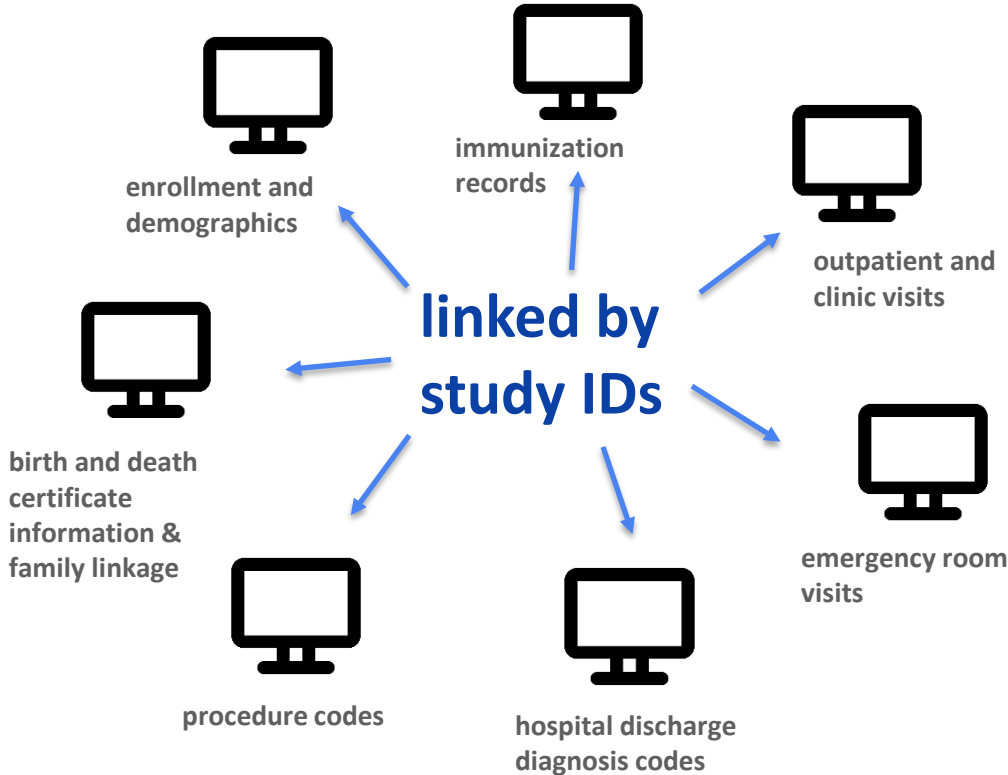 immunization
records
enrollment and
demographics
outpatient and
clinic visits
linked by
study IDs
birth and death
certificate
information &
family linkage
emergency room
visits
procedure codes
hospital discharge
diagnosis codes